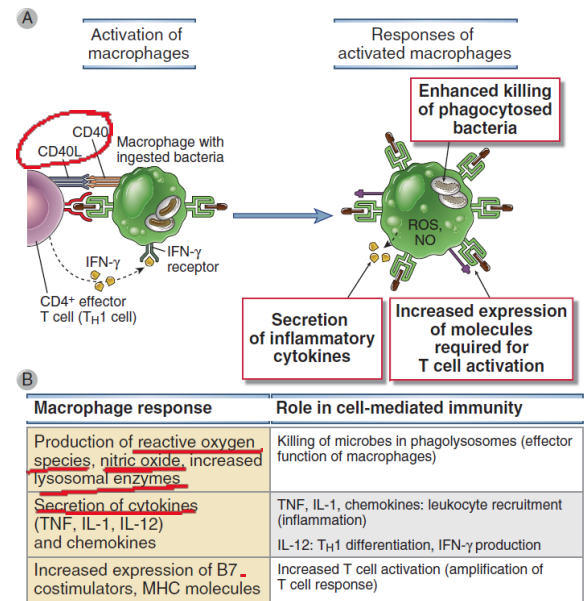 A
Activation of
macrophages
Responses of
activated macrophages
Enhanced killing
of phagocytosed
bacteria
CD40
CD40L
Macrophage with
ingested bacteria
ROS,
NO
IFN-γ
IFN-γ
receptor
CD4+ effector
T cell (TH1 cell)
Secretion
of inflammatory
cytokines
Increased expression
of molecules
required for
T cell activation
B
Macrophage response
Role in cell-mediated immunity
Production of reactive oxygen
species, nitric oxide, increased
lysosomal enzymes
Killing of microbes in phagolysosomes (effector
function of macrophages)
Secretion of cytokines
(TNF, IL-1, IL-12)
and chemokines
TNF, IL-1, chemokines: leukocyte recruitment
(inflammation)
IL-12: TH1 differentiation, IFN-γ production
Increased expression of B7
costimulators, MHC molecules
Increased T cell activation (amplification of
T cell response)